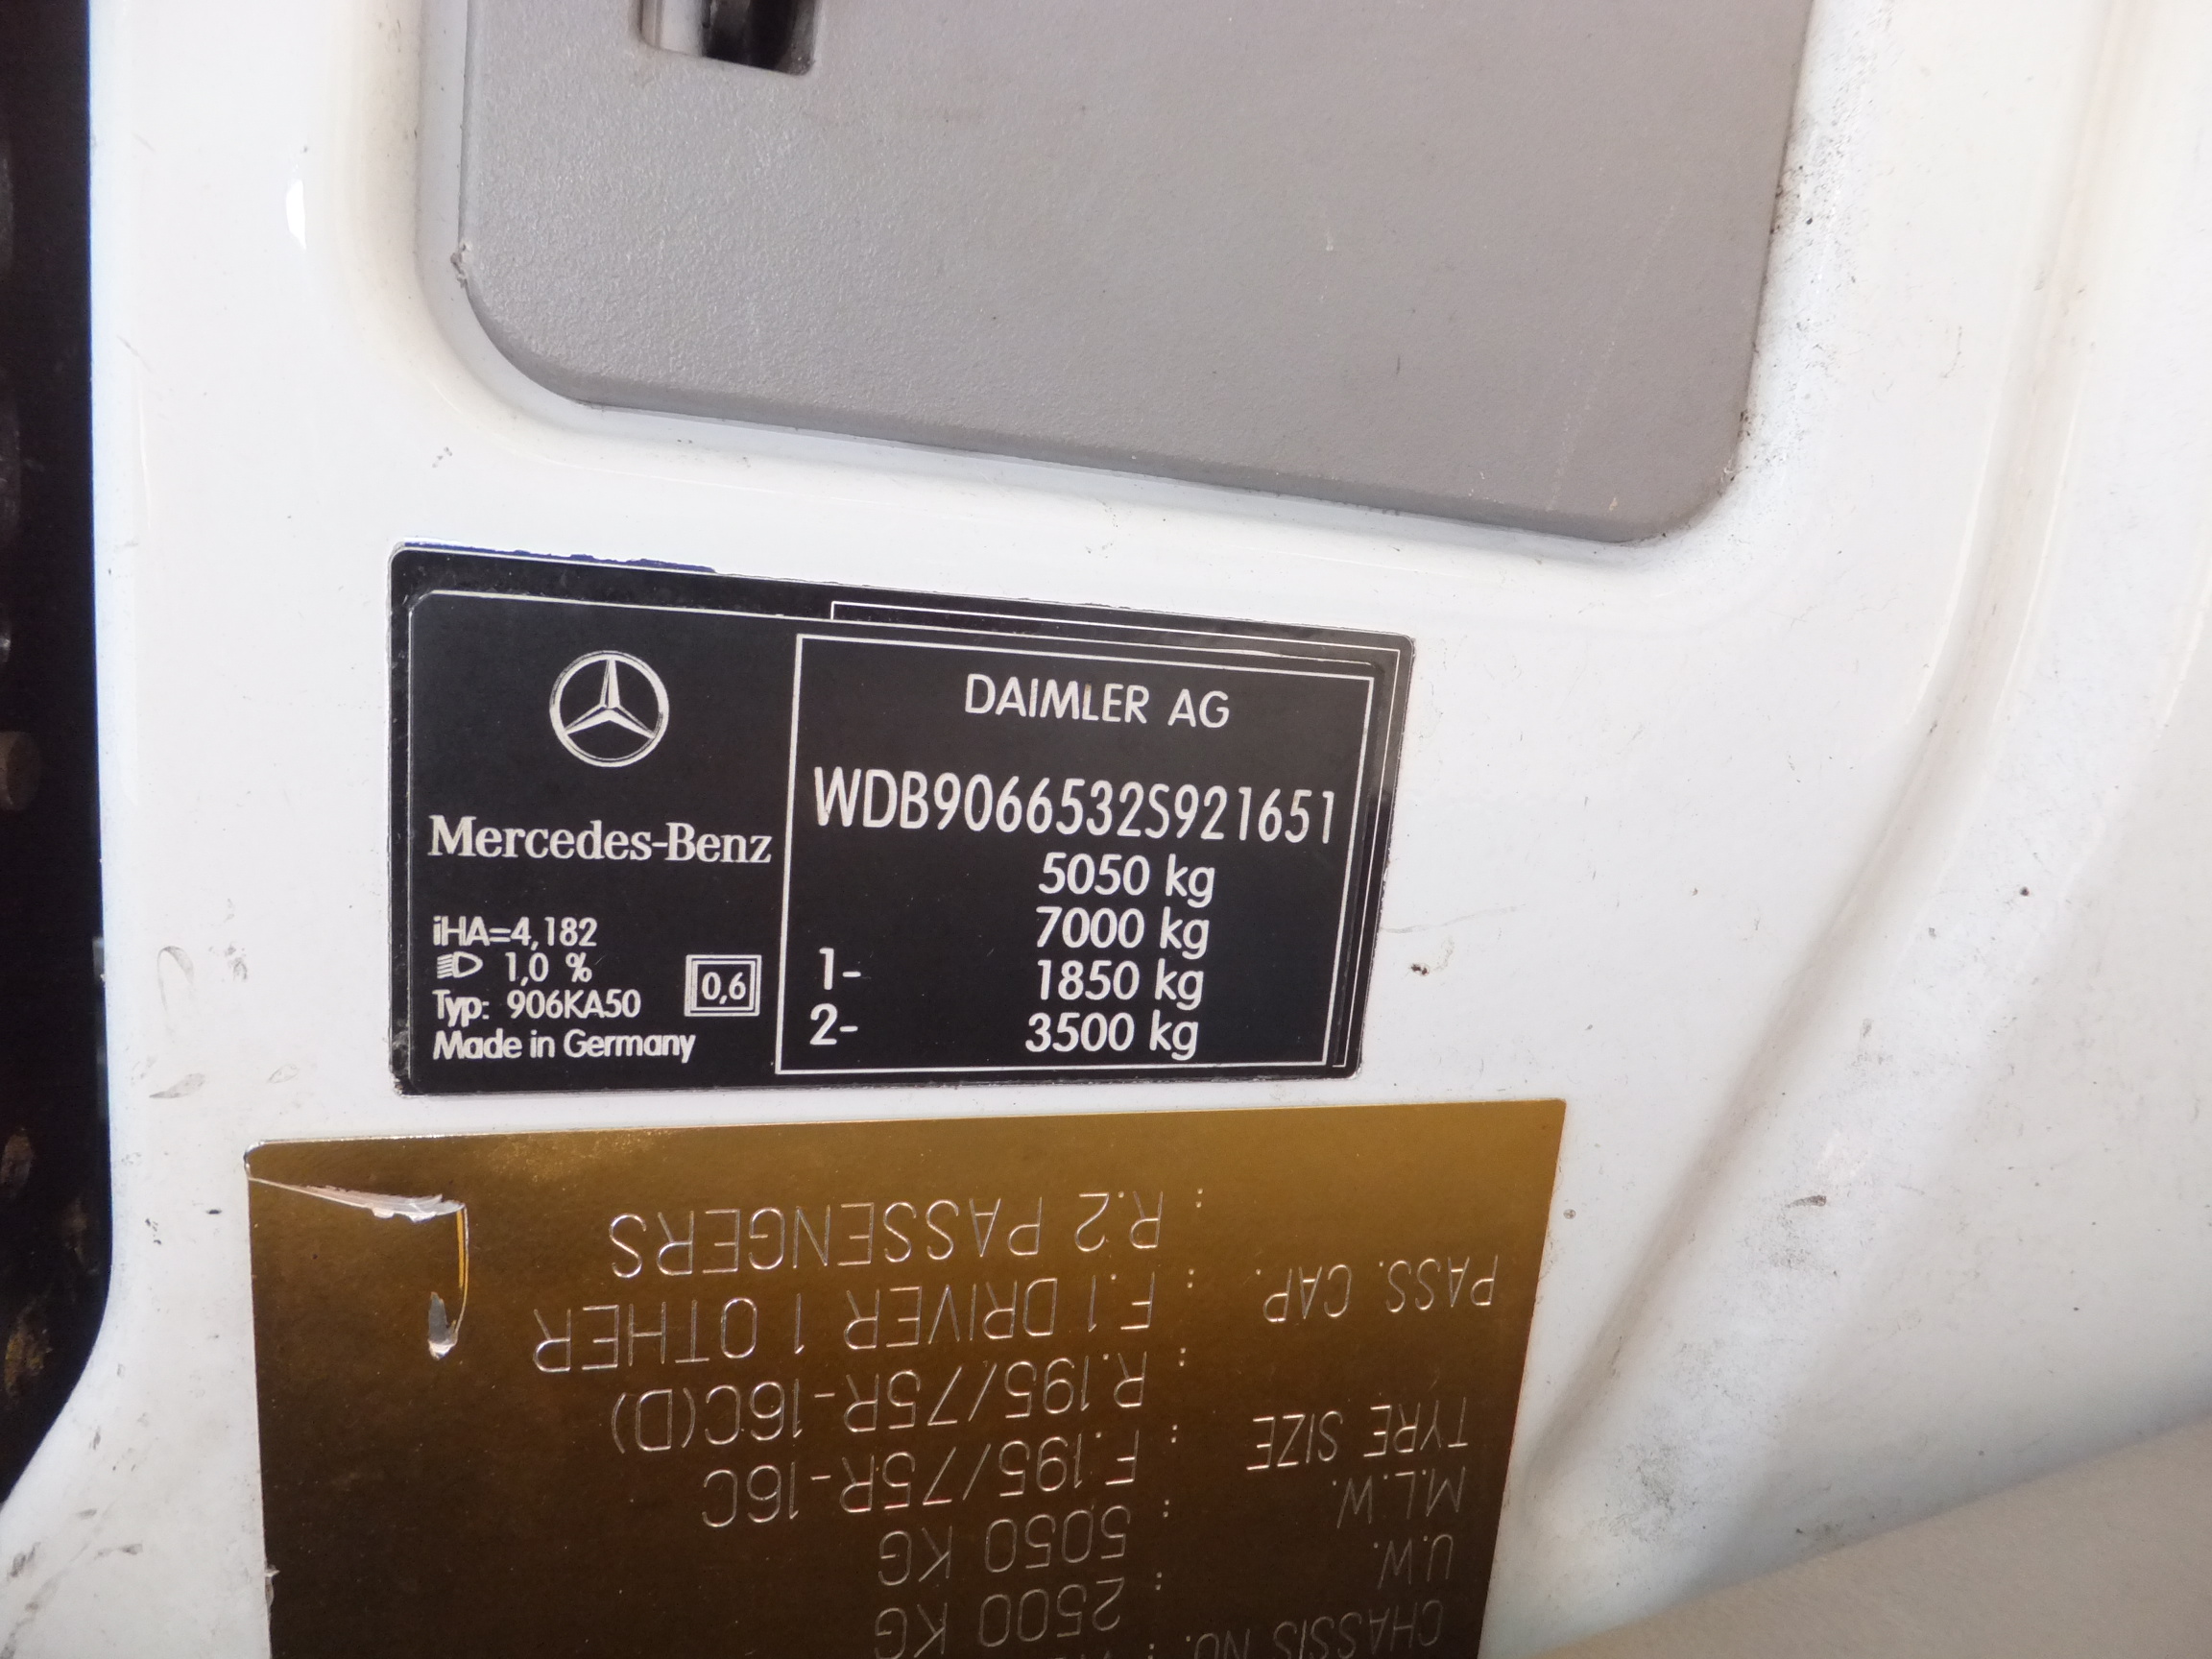 DAIMLER AG
WDB9066532S921651
5050 kg
7000 kg
1- 1850 kg
2- 3500 kg
Mercedes-Benz
iHA=4,182
1,0 %
Typ: 906KA50
0,6
Made in Germany
CHASSIS NO. :
U.W. : 2500 KG
M.L.W. : 5050 KG
TYRE SIZE : F.195/75R-16C
: R.195/75R-16C(D)
PASS. CAP. : F.1 DRIVER 1 OTHER
: R.2 PASSENGERS